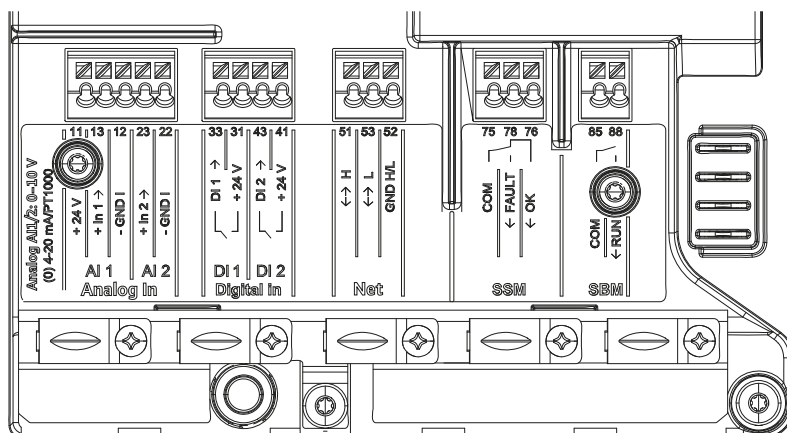 11 13 12 23 22
33 31 43 41
51 53 52
75 78 76
85 88
Analog AI1/2: 0–10 V
(0) 4–20 mA/PT1000
+ 24 V
+ In 1 →
- GND I
+ In 2 →
- GND I
DI 1 →
+ 24 V
DI 2 →
+ 24 V
↔ H
↔ L
GND H/L
COM
← FAULT
← OK
COM
← RUN
AI 1 AI 2
DI 1 DI 2
Analog In
Digital in
Net
SSM
SBM